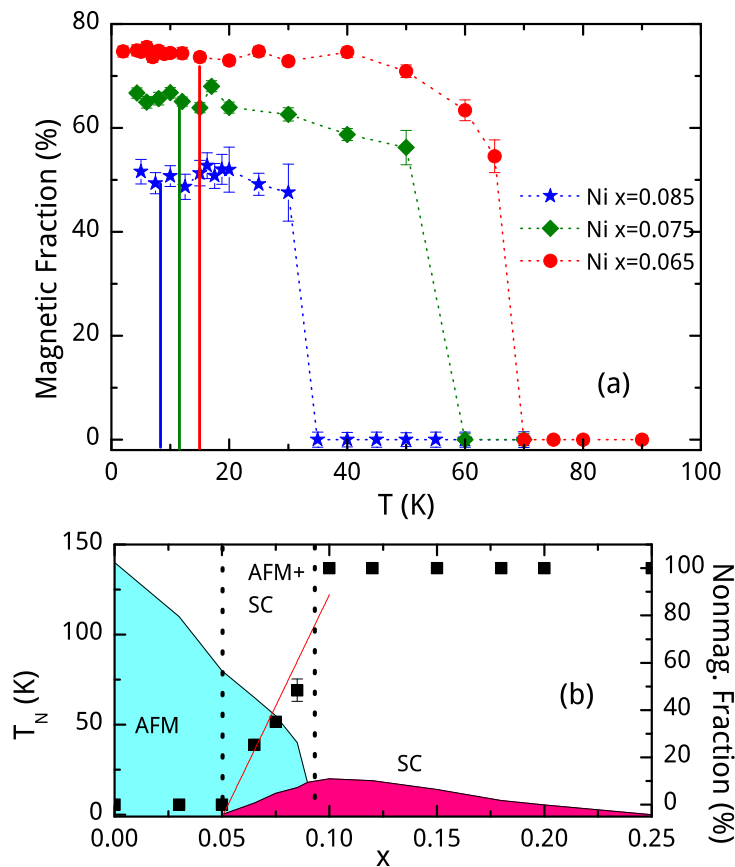 80
60
40
20
0
Magnetic Fraction (%)
Ni x=0.085
Ni x=0.075
Ni x=0.065
(a)
0 20 40 60 80 100
T (K)
150
100
50
0
T_N (K)
AFM+
SC
AFM
SC
(b)
100
80
60
40
20
0
Nonmag. Fraction (%)
0.00 0.05 0.10 0.15 0.20 0.25
x